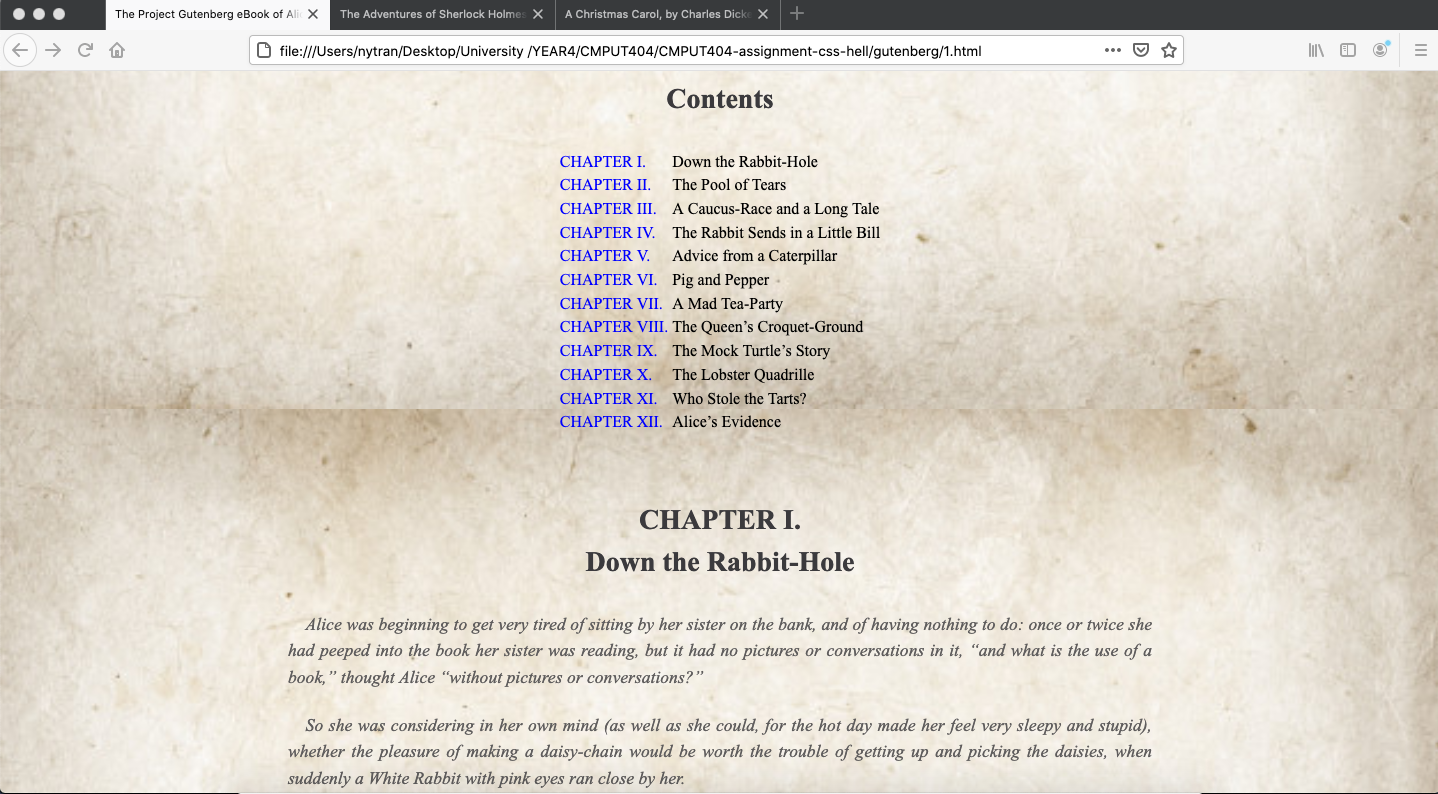 The Project Gutenberg eBook of Alic
The Adventures of Sherlock Holmes
A Christmas Carol, by Charles Dicke
file:///Users/nytran/Desktop/University /YEAR4/CMPUT404/CMPUT404-assignment-css-hell/gutenberg/1.html
Contents
CHAPTER I. Down the Rabbit-Hole
CHAPTER II. The Pool of Tears
CHAPTER III. A Caucus-Race and a Long Tale
CHAPTER IV. The Rabbit Sends in a Little Bill
CHAPTER V. Advice from a Caterpillar
CHAPTER VI. Pig and Pepper
CHAPTER VII. A Mad Tea-Party
CHAPTER VIII. The Queen’s Croquet-Ground
CHAPTER IX. The Mock Turtle’s Story
CHAPTER X. The Lobster Quadrille
CHAPTER XI. Who Stole the Tarts?
CHAPTER XII. Alice’s Evidence
CHAPTER I.
Down the Rabbit-Hole
Alice was beginning to get very tired of sitting by her sister on the bank, and of having nothing to do: once or twice she
had peeped into the book her sister was reading, but it had no pictures or conversations in it, “and what is the use of a
book,” thought Alice “without pictures or conversations?”
So she was considering in her own mind (as well as she could, for the hot day made her feel very sleepy and stupid),
whether the pleasure of making a daisy-chain would be worth the trouble of getting up and picking the daisies, when
suddenly a White Rabbit with pink eyes ran close by her.